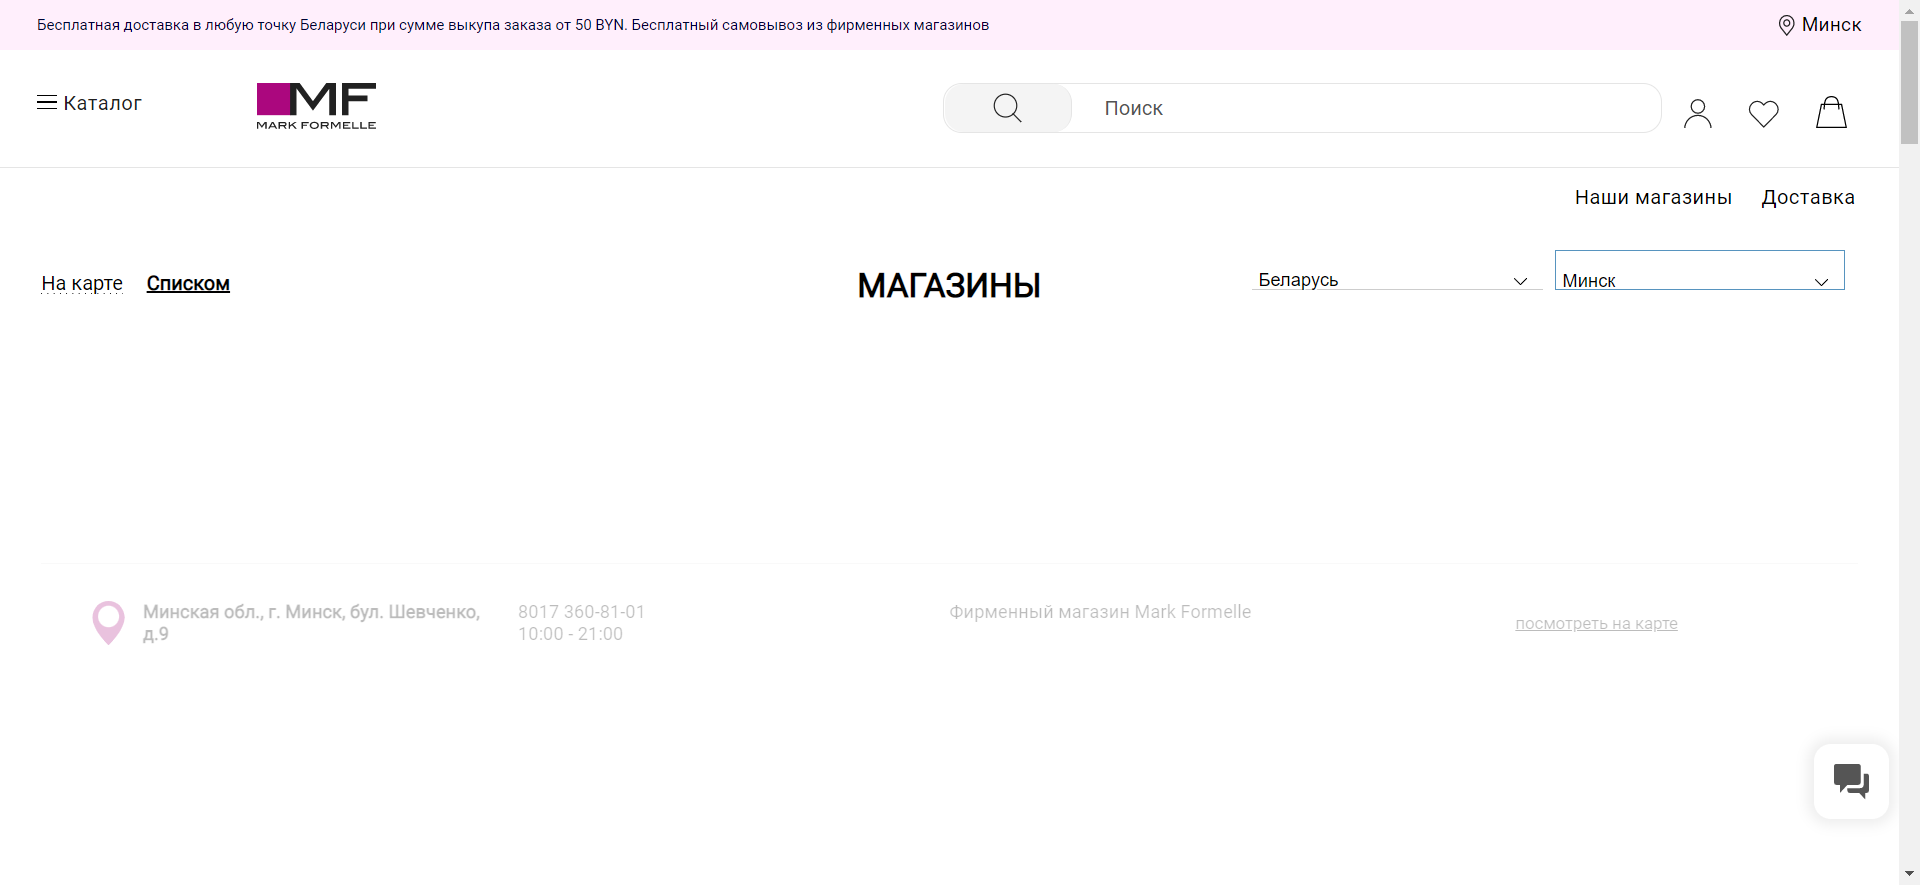 Бесплатная доставка в любую точку Беларуси при сумме выкупа заказа от 50 BYN. Бесплатный самовывоз из фирменных магазинов
Минск
Каталог
MF
MARK FORMELLE
Поиск
Наши магазины
Доставка
На карте
Списком
МАГАЗИНЫ
Беларусь
Минск
Минская обл., г. Минск, бул. Шевченко,
д.9
8017 360-81-01
10:00 - 21:00
Фирменный магазин Mark Formelle
посмотреть на карте